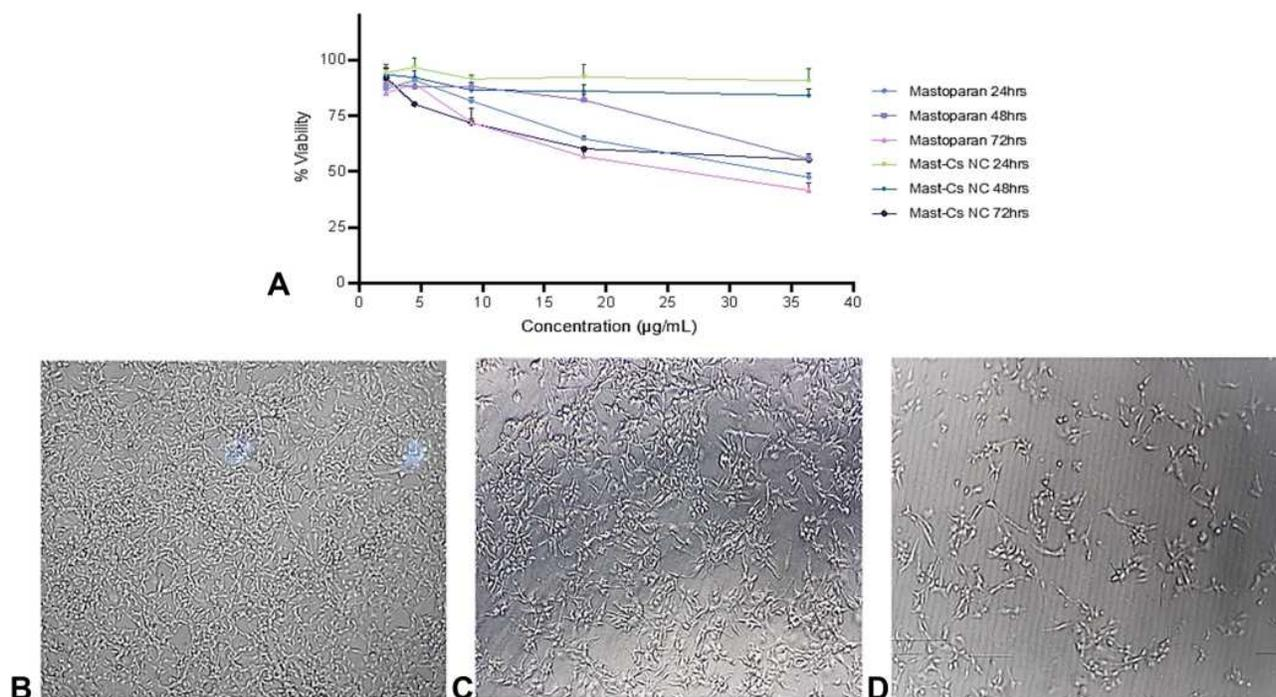 100
75
50
25
0
% Viability
0 5 10 15 20 25 30 35 40
Concentration (µg/mL)
Mastoparan 24hrs
Mastoparan 48hrs
Mastoparan 72hrs
Mast-Cs NC 24hrs
Mast-Cs NC 48hrs
Mast-Cs NC 72hrs
A
B
C
D